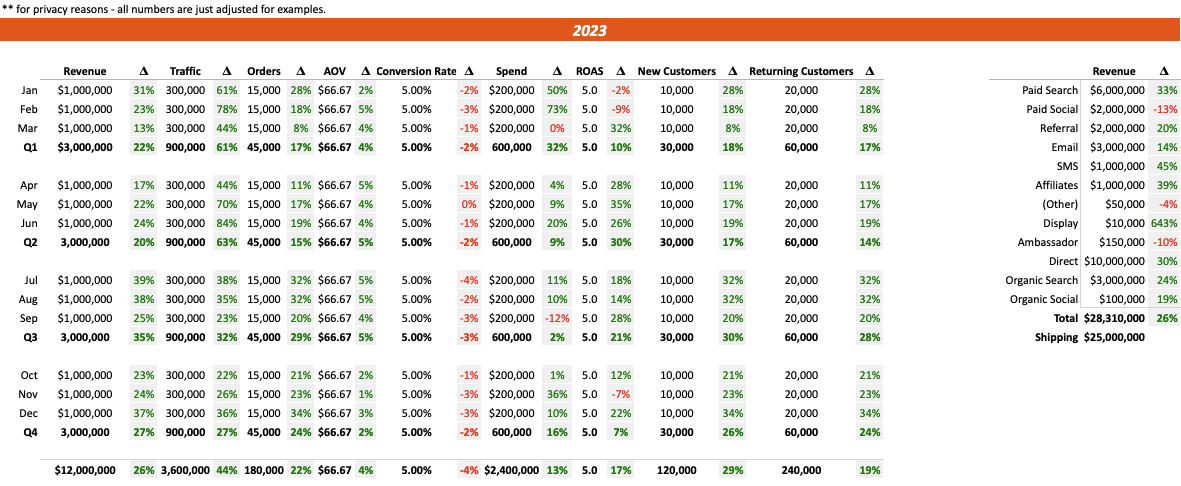 ** for privacy reasons - all numbers are just adjusted for examples.
2023
Revenue Δ Traffic Δ Orders Δ AOV Δ Conversion Rate Δ Spend Δ ROAS Δ New Customers Δ Returning Customers Δ Revenue Δ
Jan $1,000,000 31% 300,000 61% 15,000 28% $66.67 2% 5.00% -2% $200,000 50% 5.0 -2% 10,000 28% 20,000 28% Paid Search $6,000,000 33%
Feb $1,000,000 23% 300,000 78% 15,000 18% $66.67 5% 5.00% -3% $200,000 73% 5.0 -9% 10,000 18% 20,000 18% Paid Social $2,000,000 -13%
Mar $1,000,000 13% 300,000 44% 15,000 8% $66.67 4% 5.00% -1% $200,000 0% 5.0 32% 10,000 8% 20,000 8% Referral $2,000,000 20%
Q1 $3,000,000 22% 900,000 61% 45,000 17% $66.67 4% 5.00% -2% 600,000 32% 5.0 10% 30,000 18% 60,000 17% Email $3,000,000 14%
SMS $1,000,000 45%
Apr $1,000,000 17% 300,000 44% 15,000 11% $66.67 5% 5.00% -1% $200,000 4% 5.0 28% 10,000 11% 20,000 11% Affiliates $1,000,000 39%
May $1,000,000 22% 300,000 70% 15,000 17% $66.67 4% 5.00% 0% $200,000 9% 5.0 35% 10,000 17% 20,000 17% (Other) $50,000 -4%
Jun $1,000,000 24% 300,000 84% 15,000 19% $66.67 4% 5.00% -1% $200,000 20% 5.0 26% 10,000 19% 20,000 19% Display $10,000 643%
Q2 3,000,000 20% 900,000 63% 45,000 15% $66.67 5% 5.00% -2% 600,000 9% 5.0 30% 30,000 17% 60,000 14% Ambassador $150,000 -10%
Direct $10,000,000 30%
Jul $1,000,000 39% 300,000 38% 15,000 32% $66.67 5% 5.00% -4% $200,000 11% 5.0 18% 10,000 32% 20,000 32% Organic Search $3,000,000 24%
Aug $1,000,000 38% 300,000 35% 15,000 32% $66.67 5% 5.00% -2% $200,000 10% 5.0 14% 10,000 32% 20,000 32% Organic Social $100,000 19%
Sep $1,000,000 25% 300,000 23% 15,000 20% $66.67 4% 5.00% -3% $200,000 -12% 5.0 28% 10,000 20% 20,000 20% Total $28,310,000 26%
Q3 3,000,000 35% 900,000 32% 45,000 29% $66.67 5% 5.00% -3% 600,000 2% 5.0 21% 30,000 30% 60,000 28% Shipping $25,000,000
Oct $1,000,000 23% 300,000 22% 15,000 21% $66.67 2% 5.00% -1% $200,000 1% 5.0 12% 10,000 21% 20,000 21%
Nov $1,000,000 24% 300,000 26% 15,000 23% $66.67 1% 5.00% -3% $200,000 36% 5.0 -7% 10,000 23% 20,000 23%
Dec $1,000,000 37% 300,000 36% 15,000 34% $66.67 3% 5.00% -3% $200,000 10% 5.0 22% 10,000 34% 20,000 34%
Q4 3,000,000 27% 900,000 27% 45,000 24% $66.67 2% 5.00% -2% 600,000 16% 5.0 7% 30,000 26% 60,000 24%
$12,000,000 26% 3,600,000 44% 180,000 22% $66.67 4% 5.00% -4% $2,400,000 13% 5.0 17% 120,000 29% 240,000 19%